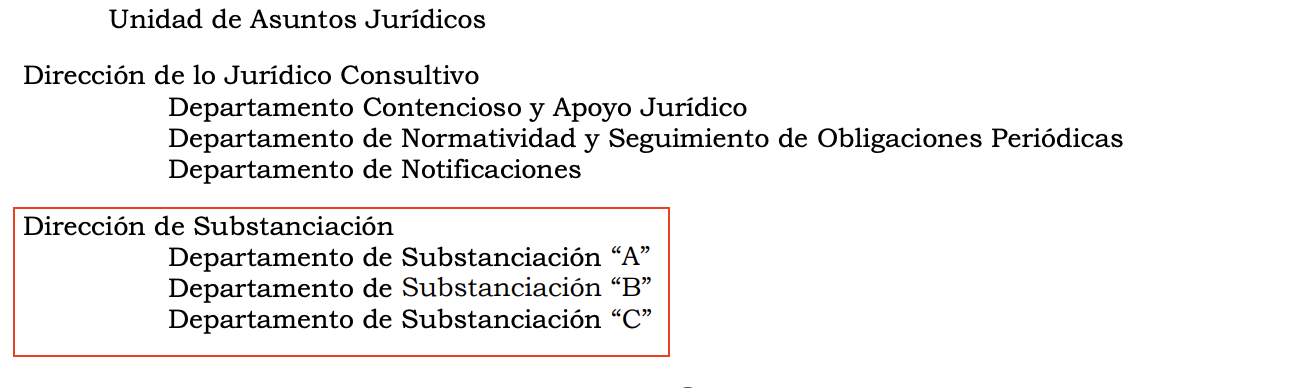 Unidad de Asuntos Jurídicos
Dirección de lo Jurídico Consultivo
Departamento Contencioso y Apoyo Jurídico
Departamento de Normatividad y Seguimiento de Obligaciones Periódicas
Departamento de Notificaciones
Dirección de Substanciación
Departamento de Substanciación “A”
Departamento de Substanciación “B”
Departamento de Substanciación “C”